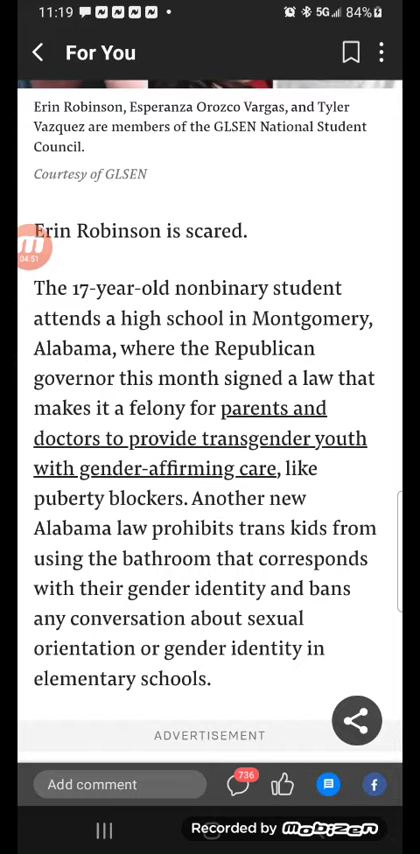 11:19
5G 84%
For You
Erin Robinson, Esperanza Orozco Vargas, and Tyler
Vazquez are members of the GLSEN National Student
Council.
Courtesy of GLSEN
Erin Robinson is scared.
04:51
The 17-year-old nonbinary student
attends a high school in Montgomery,
Alabama, where the Republican
governor this month signed a law that
makes it a felony for parents and
doctors to provide transgender youth
with gender-affirming care, like
puberty blockers. Another new
Alabama law prohibits trans kids from
using the bathroom that corresponds
with their gender identity and bans
any conversation about sexual
orientation or gender identity in
elementary schools.
ADVERTISEMENT
Add comment
736
Recorded by mobizen